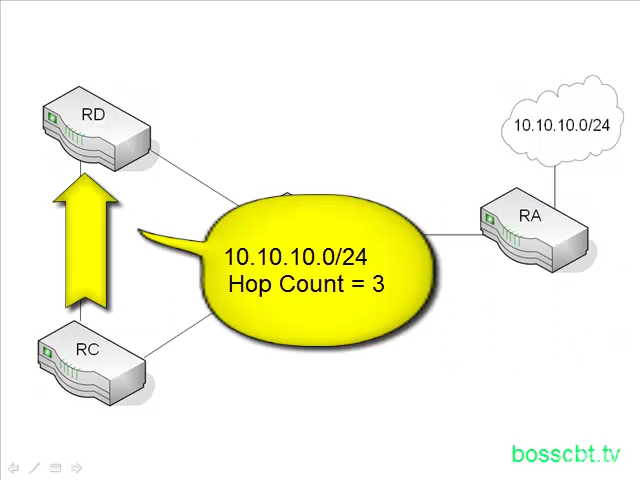 RD
10.10.10.0/24
RA
10.10.10.0/24
Hop Count = 3
RC
bosscbt.tv